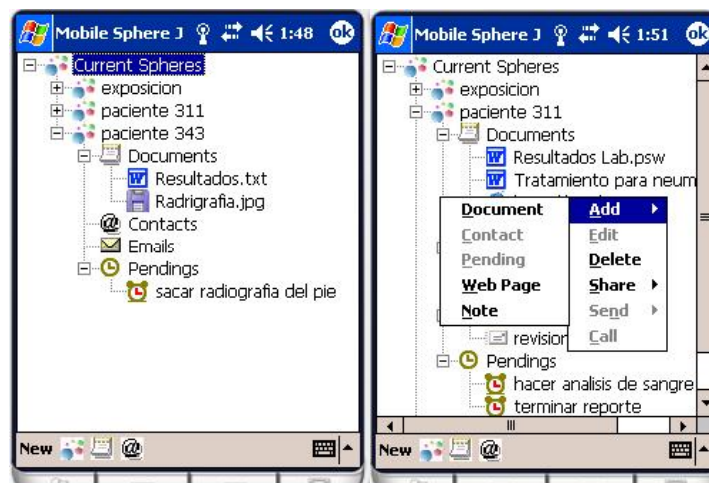 Mobile Sphere J 1:48 ok
Current Spheres
exposicion
paciente 311
paciente 343
Documents
Resultados.txt
Radrigrafia.jpg
@ Contacts
Emails
Pendings
sacar radiografia del pie
New @
Mobile Sphere J 1:51 ok
Current Spheres
exposicion
paciente 311
Documents
Resultados Lab.psw
Tratamiento para neum
Document
Contact
Pending
Web Page
Note
Add
Edit
Delete
Share
Send
Call
revision
Pendings
hacer analisis de sangre
terminar reporte
New @